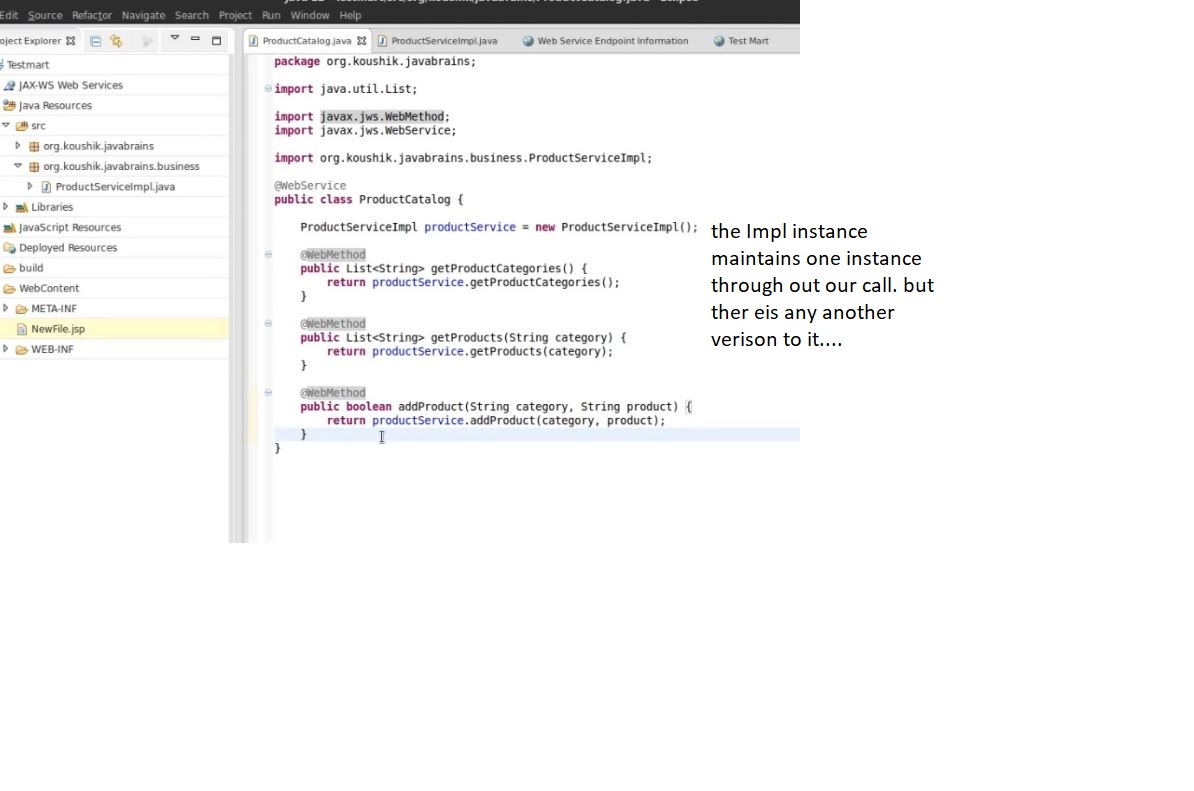 Edit Source Refactor Navigate Search Project Run Window Help
oject Explorer
ProductCatalog.java ProductServiceImpl.java Web Service Endpoint Information Test Mart
Testmart
JAX-WS Web Services
Java Resources
src
org.koushik.javabrains
org.koushik.javabrains.business
ProductServiceImpl.java
Libraries
JavaScript Resources
Deployed Resources
build
WebContent
META-INF
NewFile.jsp
WEB-INF
package org.koushik.javabrains;
import java.util.List;
import javax.jws.WebMethod;
import javax.jws.WebService;
import org.koushik.javabrains.business.ProductServiceImpl;
@WebService
public class ProductCatalog {
ProductServiceImpl productService = new ProductServiceImpl();
@WebMethod
public List<String> getProductCategories() {
return productService.getProductCategories();
}
@WebMethod
public List<String> getProducts(String category) {
return productService.getProducts(category);
}
@WebMethod
public boolean addProduct(String category, String product) {
return productService.addProduct(category, product);
}
}
the Impl instance
maintains one instance
through out our call. but
ther eis any another
verison to it....